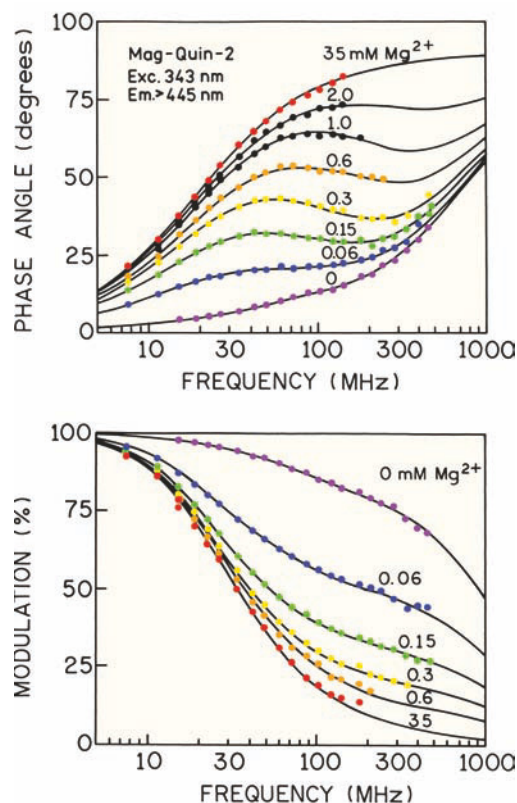 100
75
50
25
0
PHASE ANGLE (degrees)
Mag-Quin-2
Exc. 343 nm
Em.>445 nm
35 mM Mg²⁺
2.0
1.0
0.6
0.3
0.15
0.06
0
10 30 100 300 1000
FREQUENCY (MHz)
100
75
50
25
0
MODULATION (%)
0 mM Mg²⁺
0.06
0.15
0.3
0.6
35
10 30 100 300 1000
FREQUENCY (MHz)